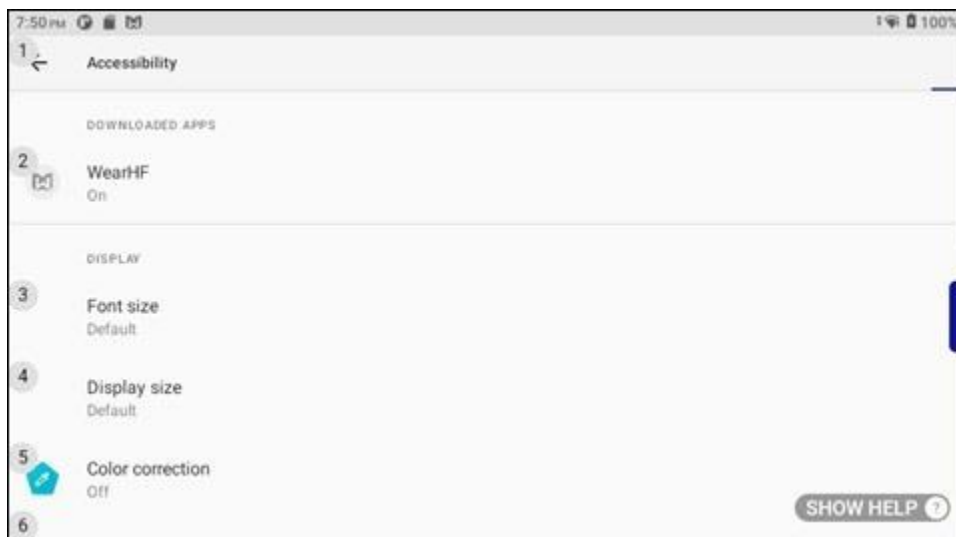 7:50 PM 100%
1 Accessibility
DOWNLOADED APPS
2 WearHF
On
DISPLAY
3 Font size
Default
4 Display size
Default
5 Color correction
Off
SHOW HELP ?
6